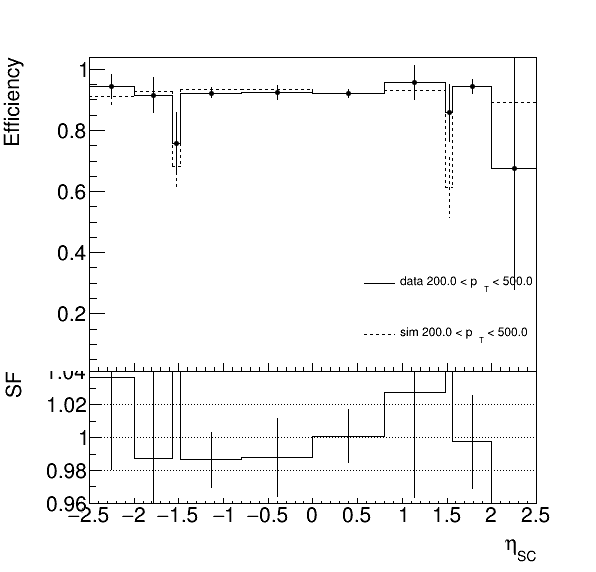 Efficiency
1
0.8
0.6
0.4
0.2
data 200.0 < p T < 500.0
sim 200.0 < p T < 500.0
SF
1.04
1.02
1
0.98
0.96
−2.5 −2 −1.5 −1 −0.5 0 0.5 1 1.5 2 2.5
ηSC